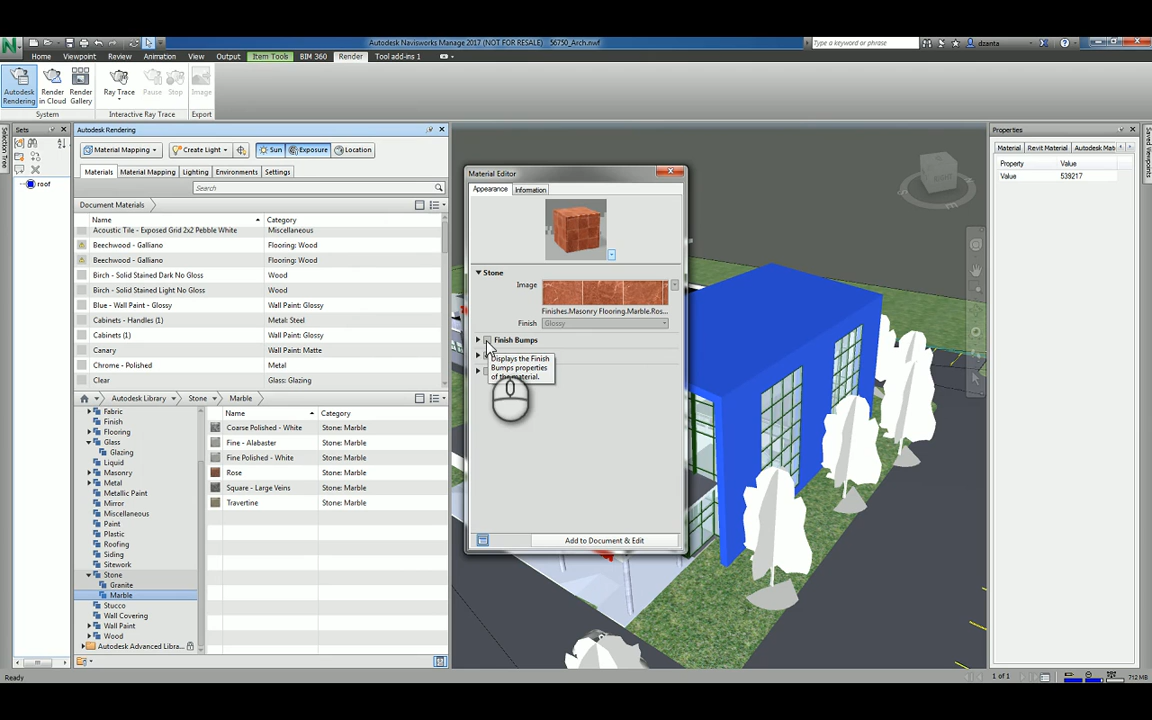 Autodesk Navisworks Manage 2017 (NOT FOR RESALE) 56750_Arch.nwf
Type a keyword or phrase
dzanta
Home Viewpoint Review Animation View Output Item Tools BIM 360 Render Tool add-ins 1
Autodesk Rendering
Render in Cloud
Render Gallery
Ray Trace
Pause
Stop
Image
System
Interactive Ray Trace
Export
Selection Tree
Sets
roof
Autodesk Rendering
Material Mapping
Create Light
Sun
Exposure
Location
Materials Material Mapping Lighting Environments Settings
Search
Document Materials
Name Category
Acoustic Tile - Exposed Grid 2x2 Pebble White Miscellaneous
Beechwood - Galliano Flooring: Wood
Beechwood - Galliano Flooring: Wood
Birch - Solid Stained Dark No Gloss Wood
Birch - Solid Stained Light No Gloss Wood
Blue - Wall Paint - Glossy Wall Paint: Glossy
Cabinets - Handles (1) Metal: Steel
Cabinets (1) Wall Paint: Glossy
Canary Wall Paint: Matte
Chrome - Polished Metal
Clear Glass: Glazing
Autodesk Library Stone Marble
Fabric
Finish
Flooring
Glass
Glazing
Liquid
Masonry
Metal
Metallic Paint
Mirror
Miscellaneous
Paint
Plastic
Roofing
Siding
Sitework
Stone
Granite
Marble
Stucco
Wall Covering
Wall Paint
Wood
Autodesk Advanced Libra...
Name Category
Coarse Polished - White Stone: Marble
Fine - Alabaster Stone: Marble
Fine Polished - White Stone: Marble
Rose Stone: Marble
Square - Large Veins Stone: Marble
Travertine Stone: Marble
Material Editor
Appearance Information
Stone
Image
Finishes.Masonry Flooring.Marble.Ros...
Finish Glossy
Finish Bumps
Displays the Finish
Bumps properties
of the material.
Add to Document & Edit
RIGHT
Properties
Material Revit Material Autodesk Mat
Property Value
Value 539217
Saved Viewpoints
Ready
1 of 1
712 MB